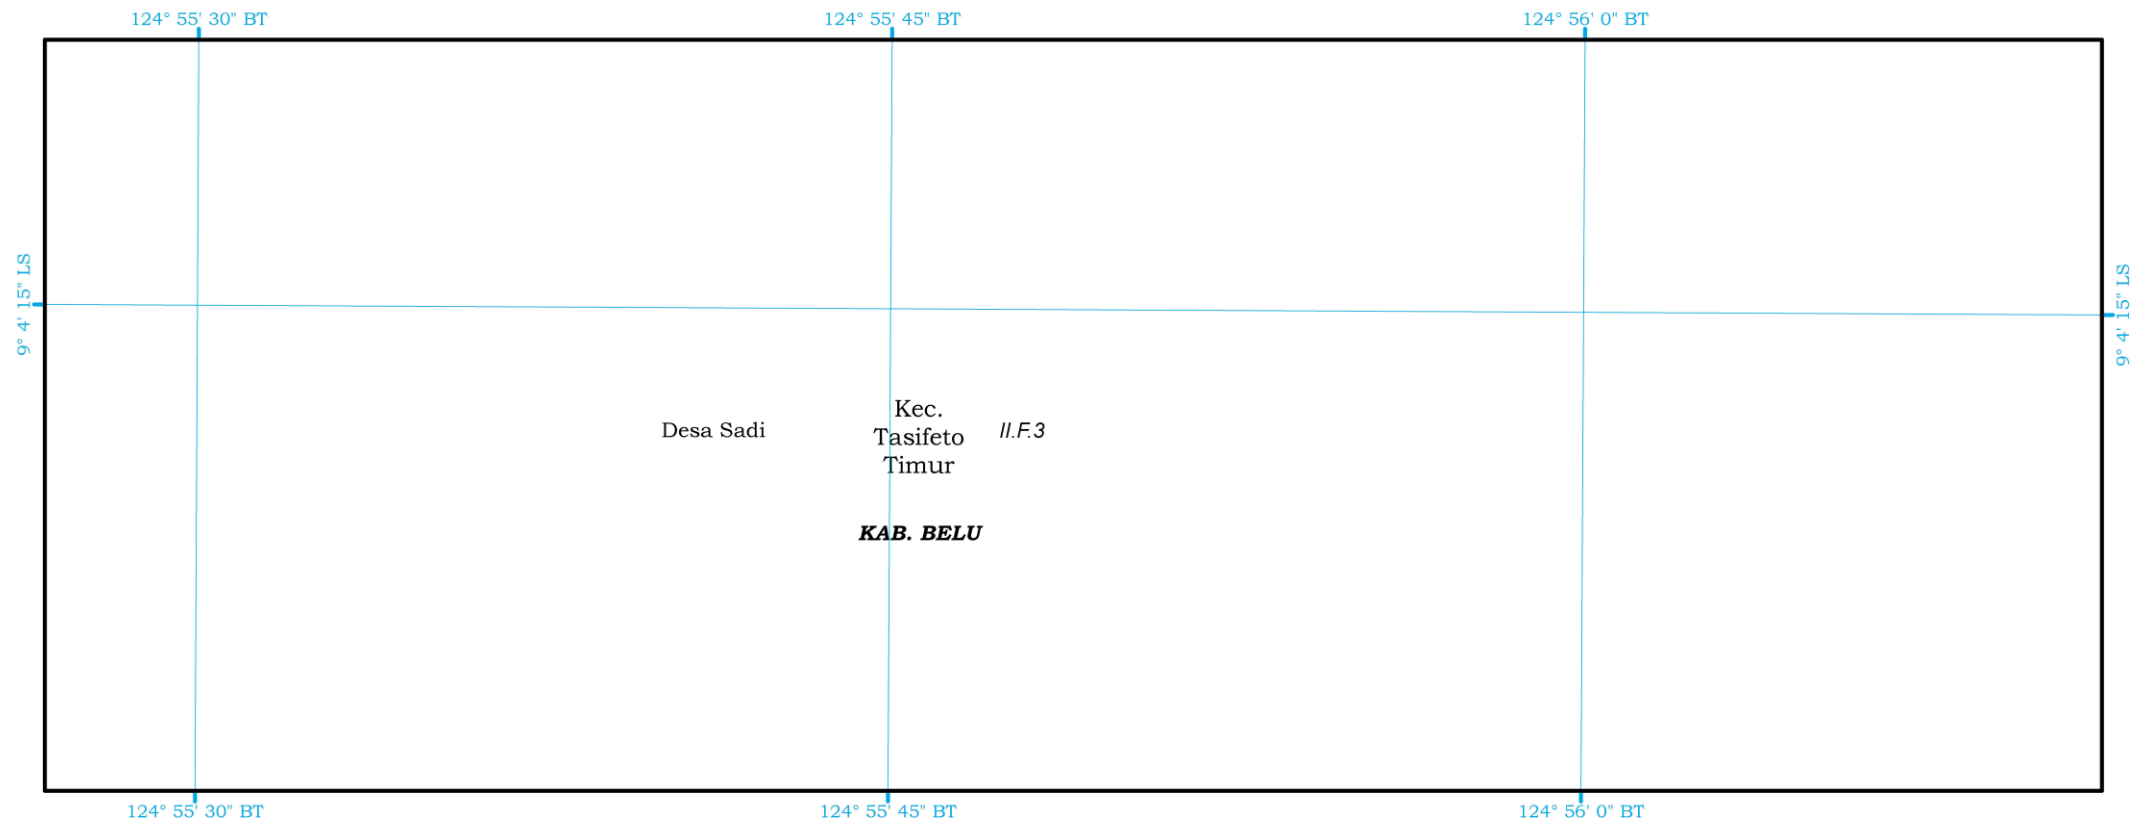 124° 55' 30" BT
124° 55' 45" BT
124° 56' 0" BT
9° 4' 15" LS
9° 4' 15" LS
Desa Sadi
Kec.
Tasifeto
Timur
II.F.3
KAB. BELU
124° 55' 30" BT
124° 55' 45" BT
124° 56' 0" BT